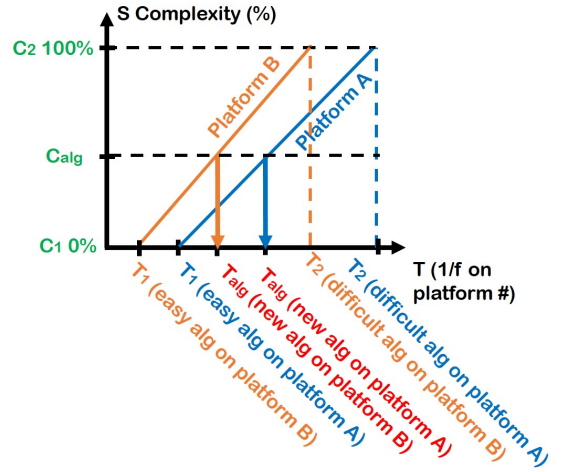 S Complexity (%)
C2 100%
Platform B
Platform A
Calg
C1 0%
T (1/f on
platform #)
T1 (easy alg on platform B)
T1 (easy alg on platform A)
Talg (new alg on platform B)
Talg (new alg on platform A)
T2 (difficult alg on platform B)
T2 (difficult alg on platform A)